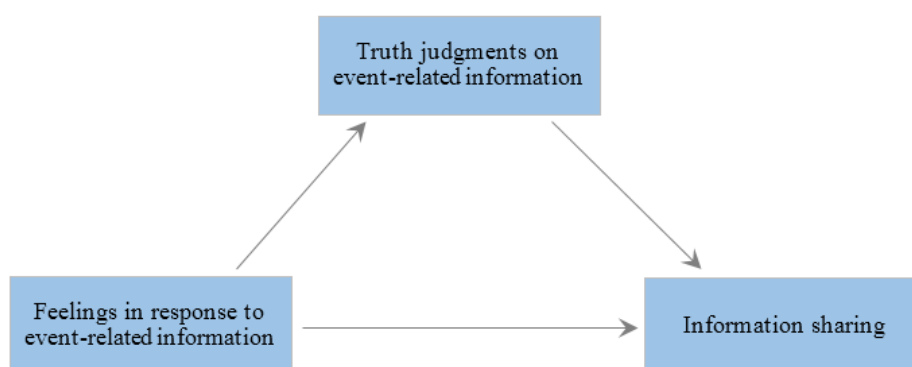 Truth judgments on
event-related information
Feelings in response to
event-related information
Information sharing